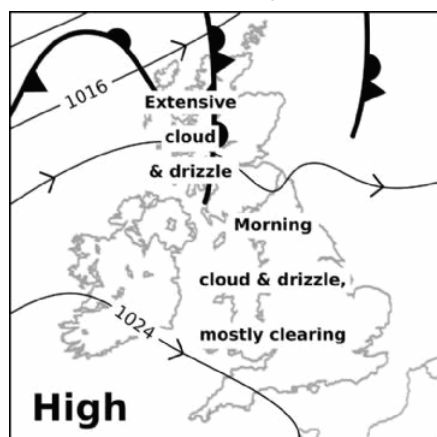 1016
Extensive
cloud
& drizzle
Morning
cloud & drizzle,
mostly clearing
1024
High